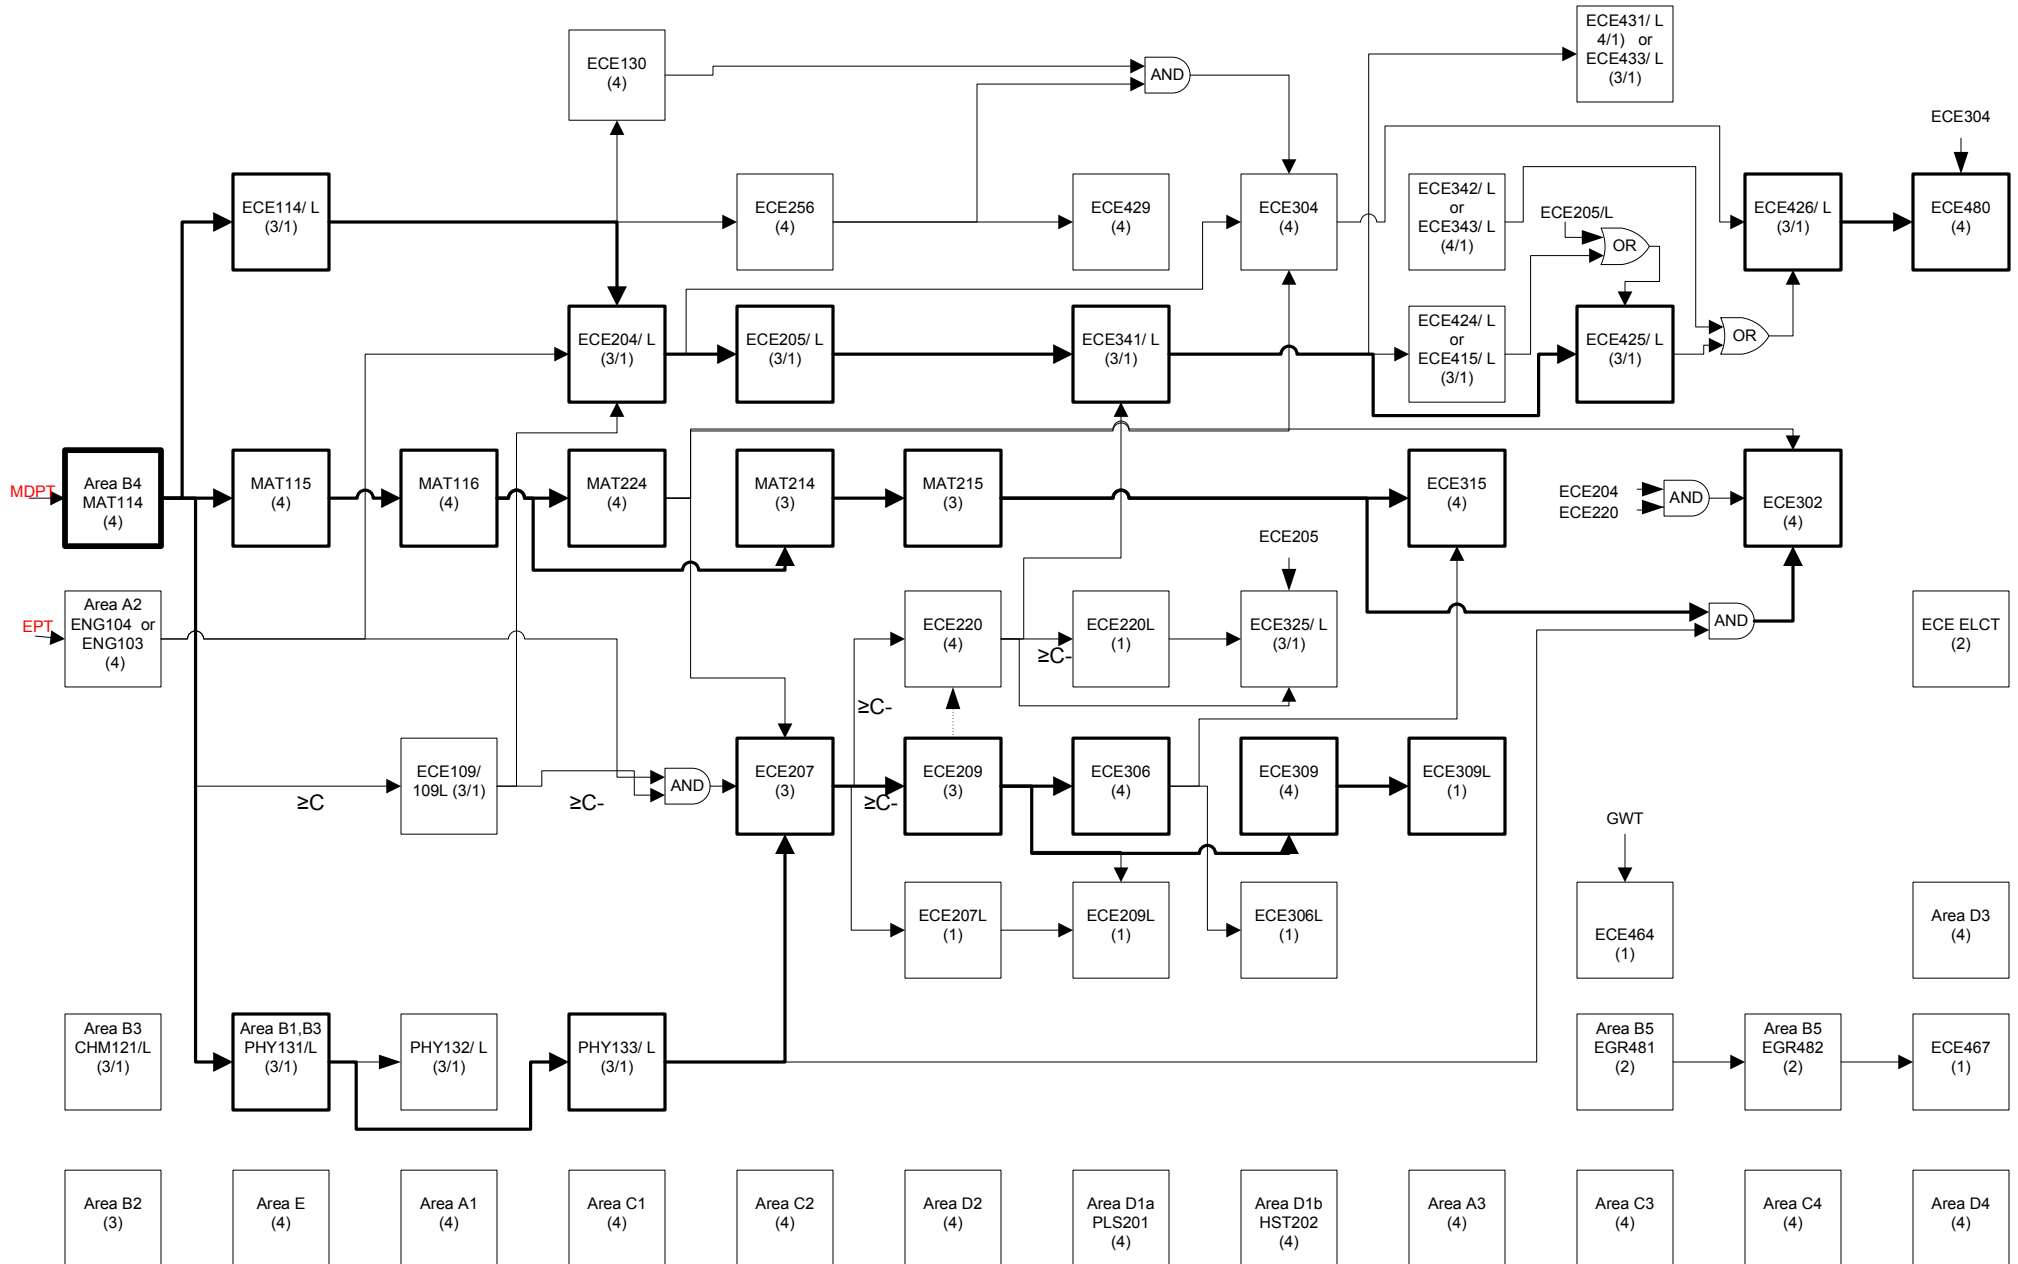 ECE431/ L
4/1) or
ECE433/ L
(3/1)
ECE130
(4)
AND
ECE304
ECE114/ L
(3/1)
ECE256
(4)
ECE429
(4)
ECE304
(4)
ECE342/ L
or
ECE343/ L
(4/1)
ECE205/L
OR
ECE426/ L
(3/1)
ECE480
(4)
ECE204/ L
(3/1)
ECE205/ L
(3/1)
ECE341/ L
(3/1)
ECE424/ L
or
ECE415/ L
(3/1)
ECE425/ L
(3/1)
OR
MDPT
Area B4
MAT114
(4)
MAT115
(4)
MAT116
(4)
MAT224
(4)
MAT214
(3)
MAT215
(3)
ECE315
(4)
ECE204
ECE220
AND
ECE302
(4)
ECE205
EPT
Area A2
ENG104 or
ENG103
(4)
ECE220
(4)
≥C-
ECE220L
(1)
ECE325/ L
(3/1)
AND
ECE ELCT
(2)
≥C-
≥C
ECE109/
109L (3/1)
≥C-
AND
ECE207
(3)
≥C-
ECE209
(3)
ECE306
(4)
ECE309
(4)
ECE309L
(1)
GWT
ECE207L
(1)
ECE209L
(1)
ECE306L
(1)
ECE464
(1)
Area D3
(4)
Area B3
CHM121/L
(3/1)
Area B1,B3
PHY131/L
(3/1)
PHY132/ L
(3/1)
PHY133/ L
(3/1)
Area B5
EGR481
(2)
Area B5
EGR482
(2)
ECE467
(1)
Area B2
(3)
Area E
(4)
Area A1
(4)
Area C1
(4)
Area C2
(4)
Area D2
(4)
Area D1a
PLS201
(4)
Area D1b
HST202
(4)
Area A3
(4)
Area C3
(4)
Area C4
(4)
Area D4
(4)